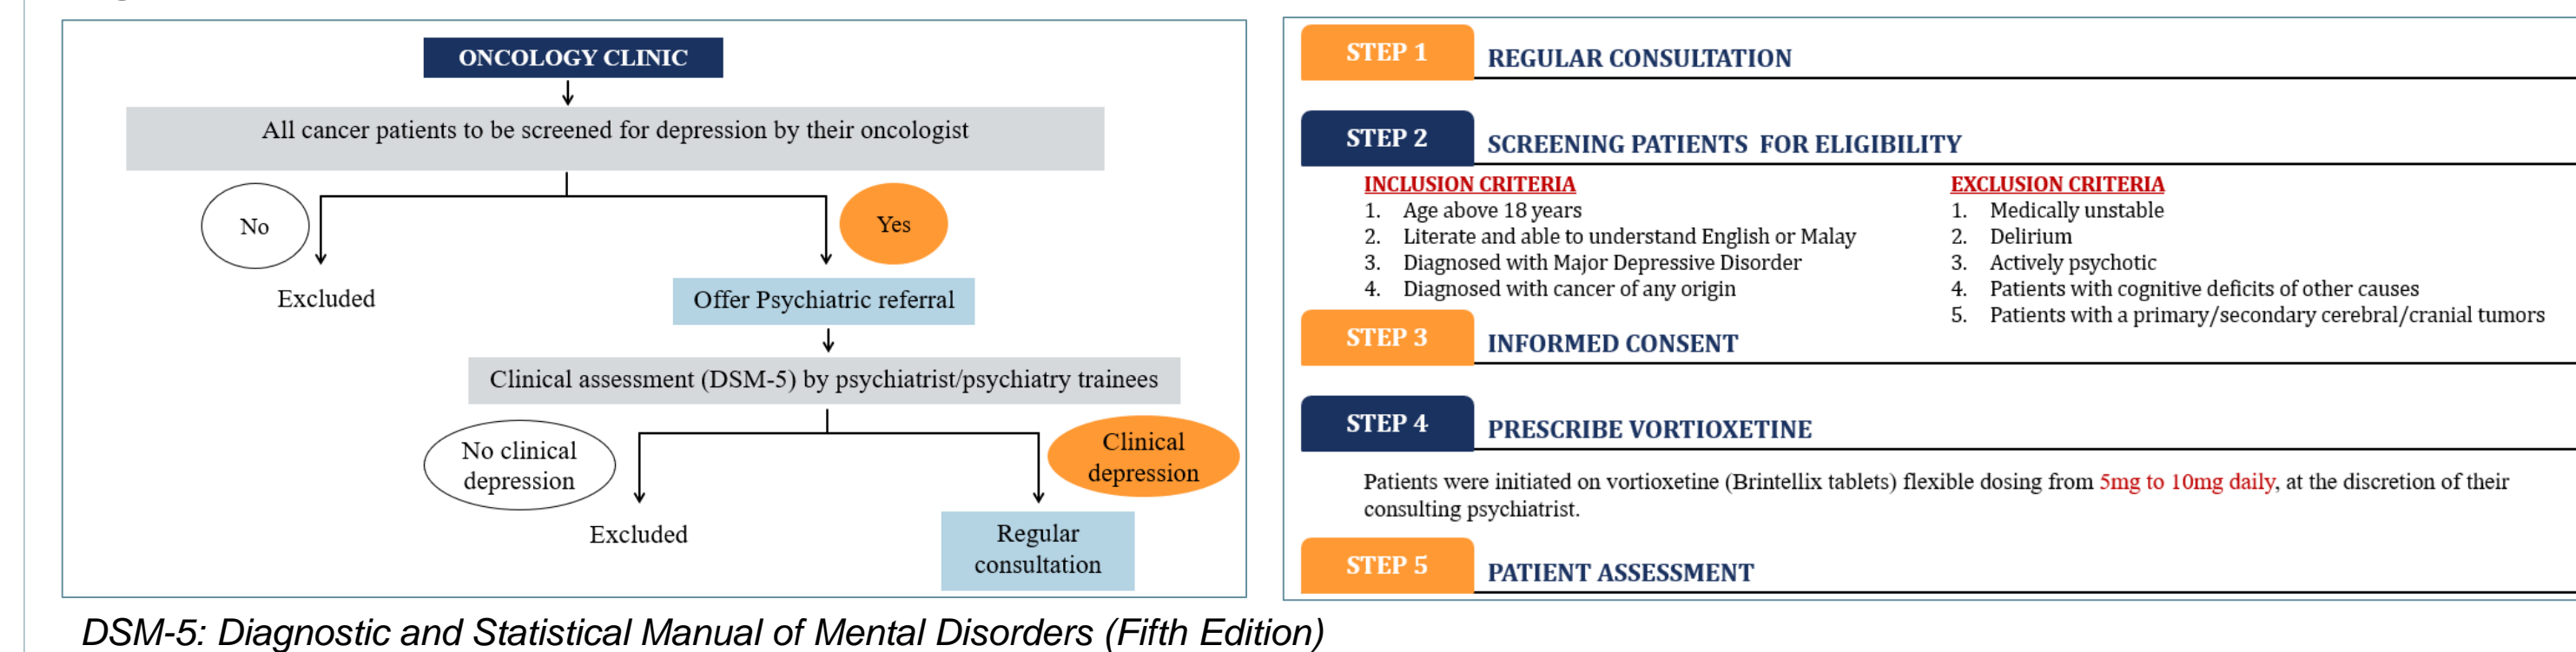 ONCOLOGY CLINIC
All cancer patients to be screened for depression by their oncologist
No
Yes
Excluded
Offer Psychiatric referral
Clinical assessment (DSM-5) by psychiatrist/psychiatry trainees
No clinical
depression
Clinical
depression
Excluded
Regular
consultation
STEP 1
REGULAR CONSULTATION
STEP 2
SCREENING PATIENTS FOR ELIGIBILITY
INCLUSION CRITERIA
1. Age above 18 years
2. Literate and able to understand English or Malay
3. Diagnosed with Major Depressive Disorder
4. Diagnosed with cancer of any origin
EXCLUSION CRITERIA
1. Medically unstable
2. Delirium
3. Actively psychotic
4. Patients with cognitive deficits of other causes
5. Patients with a primary/secondary cerebral/cranial tumors
STEP 3
INFORMED CONSENT
STEP 4
PRESCRIBE VORTIOXETINE
Patients were initiated on vortioxetine (Brintellix tablets) flexible dosing from 5mg to 10mg daily, at the discretion of their
consulting psychiatrist.
STEP 5
PATIENT ASSESSMENT
DSM-5: Diagnostic and Statistical Manual of Mental Disorders (Fifth Edition)